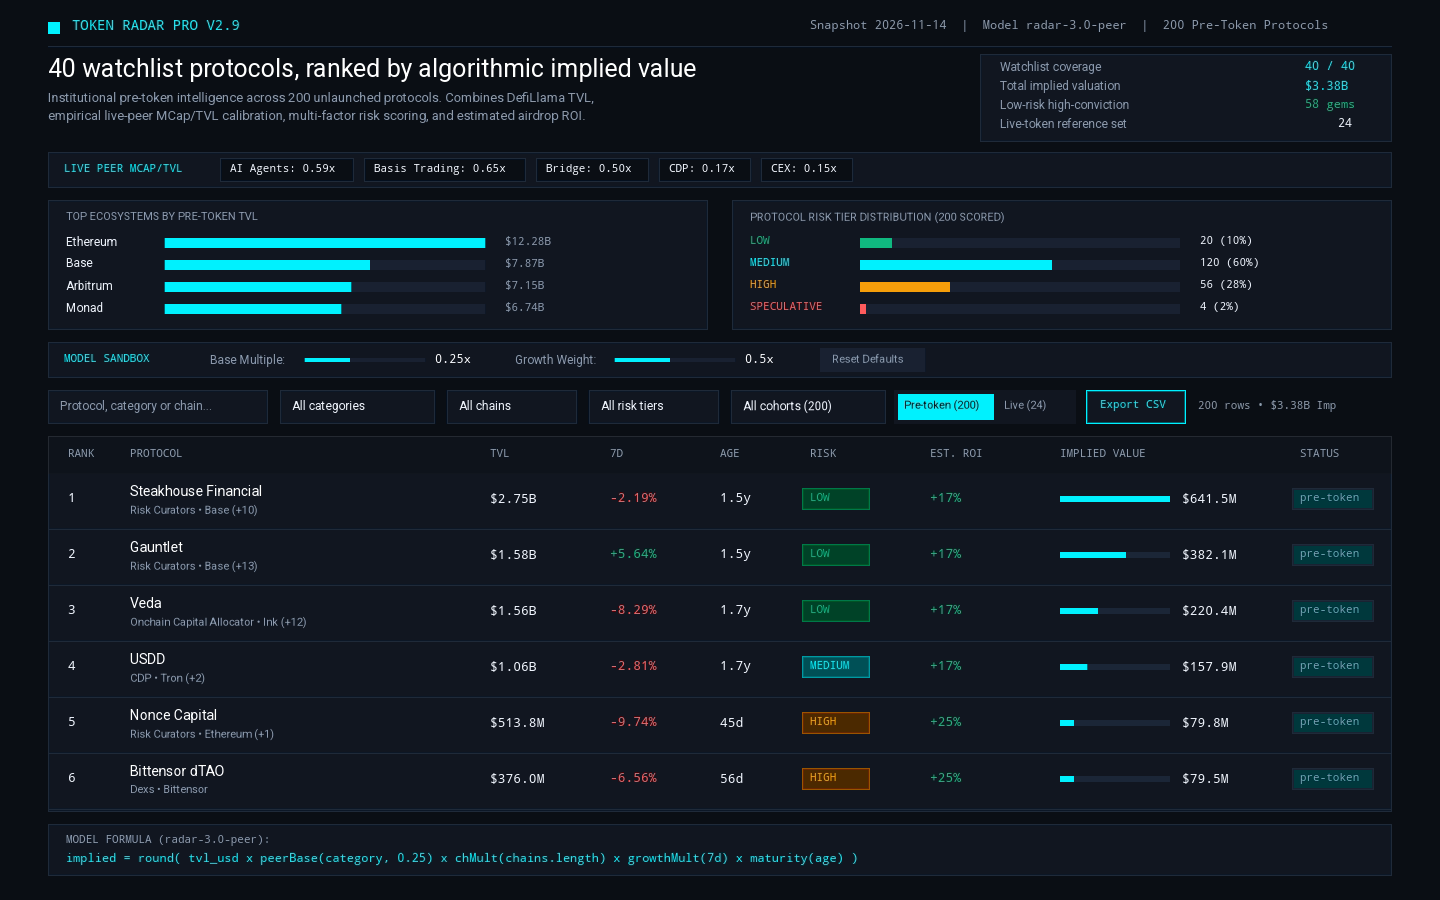 TOKEN RADAR PRO V2.9
Snapshot 2026-11-14 | Model radar-3.0-peer | 200 Pre-Token Protocols
40 watchlist protocols, ranked by algorithmic implied value
Institutional pre-token intelligence across 200 unlaunched protocols. Combines DefiLlama TVL,
empirical live-peer MCap/TVL calibration, multi-factor risk scoring, and estimated airdrop ROI.
Watchlist coverage 40 / 40
Total implied valuation $3.38B
Low-risk high-conviction 58 gems
Live-token reference set 24
LIVE PEER MCAP/TVL AI Agents: 0.59x Basis Trading: 0.65x Bridge: 0.50x CDP: 0.17x CEX: 0.15x
TOP ECOSYSTEMS BY PRE-TOKEN TVL
Ethereum $12.28B
Base $7.87B
Arbitrum $7.15B
Monad $6.74B
PROTOCOL RISK TIER DISTRIBUTION (200 SCORED)
LOW 20 (10%)
MEDIUM 120 (60%)
HIGH 56 (28%)
SPECULATIVE 4 (2%)
MODEL SANDBOX Base Multiple: 0.25x Growth Weight: 0.5x Reset Defaults
Protocol, category or chain... All categories All chains All risk tiers All cohorts (200) Pre-token (200) Live (24) Export CSV 200 rows • $3.38B Imp
RANK PROTOCOL TVL 7D AGE RISK EST. ROI IMPLIED VALUE STATUS
1 Steakhouse Financial $2.75B -2.19% 1.5y LOW +17% $641.5M pre-token
Risk Curators • Base (+10)
2 Gauntlet $1.58B +5.64% 1.5y LOW +17% $382.1M pre-token
Risk Curators • Base (+13)
3 Veda $1.56B -8.29% 1.7y LOW +17% $220.4M pre-token
Onchain Capital Allocator • Ink (+12)
4 USDD $1.06B -2.81% 1.7y MEDIUM +17% $157.9M pre-token
CDP • Tron (+2)
5 Nonce Capital $513.8M -9.74% 45d HIGH +25% $79.8M pre-token
Risk Curators • Ethereum (+1)
6 Bittensor dTAO $376.0M -6.56% 56d HIGH +25% $79.5M pre-token
Dexs • Bittensor
MODEL FORMULA (radar-3.0-peer):
implied = round( tvl_usd x peerBase(category, 0.25) x chMult(chains.length) x growthMult(7d) x maturity(age) )